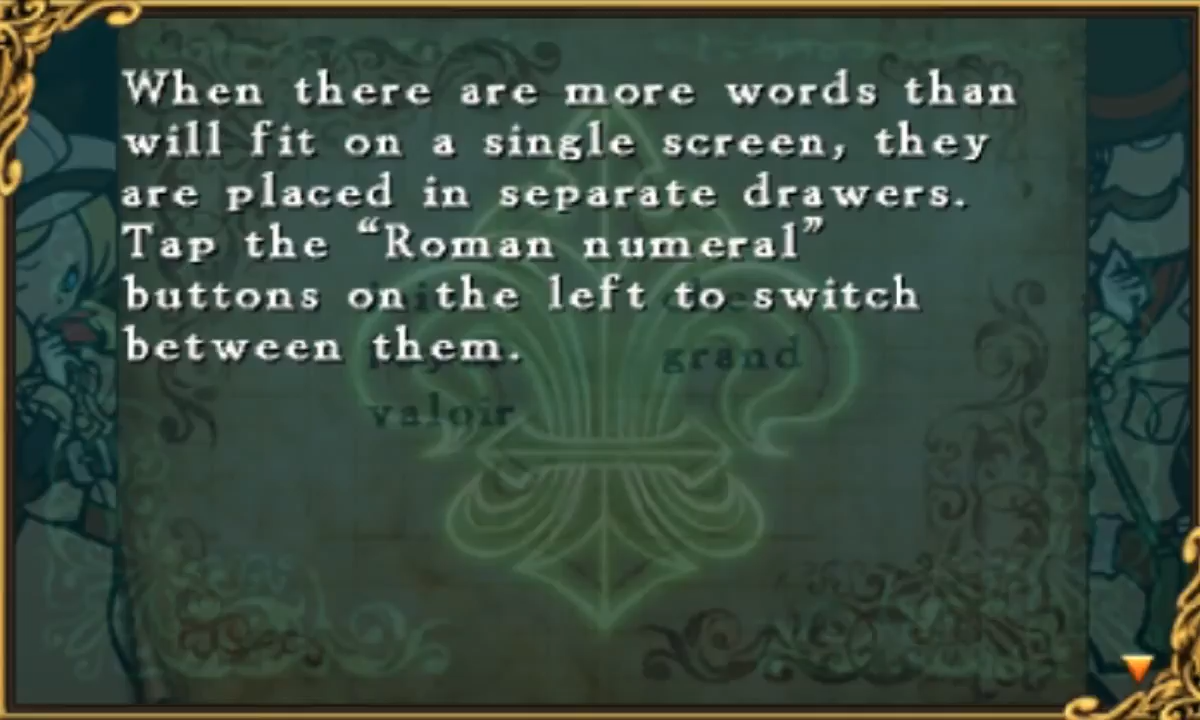 When there are more words than
will fit on a single screen, they
are placed in separate drawers.
Tap the “Roman numeral”
buttons on the left to switch
between them.
grand
valoir